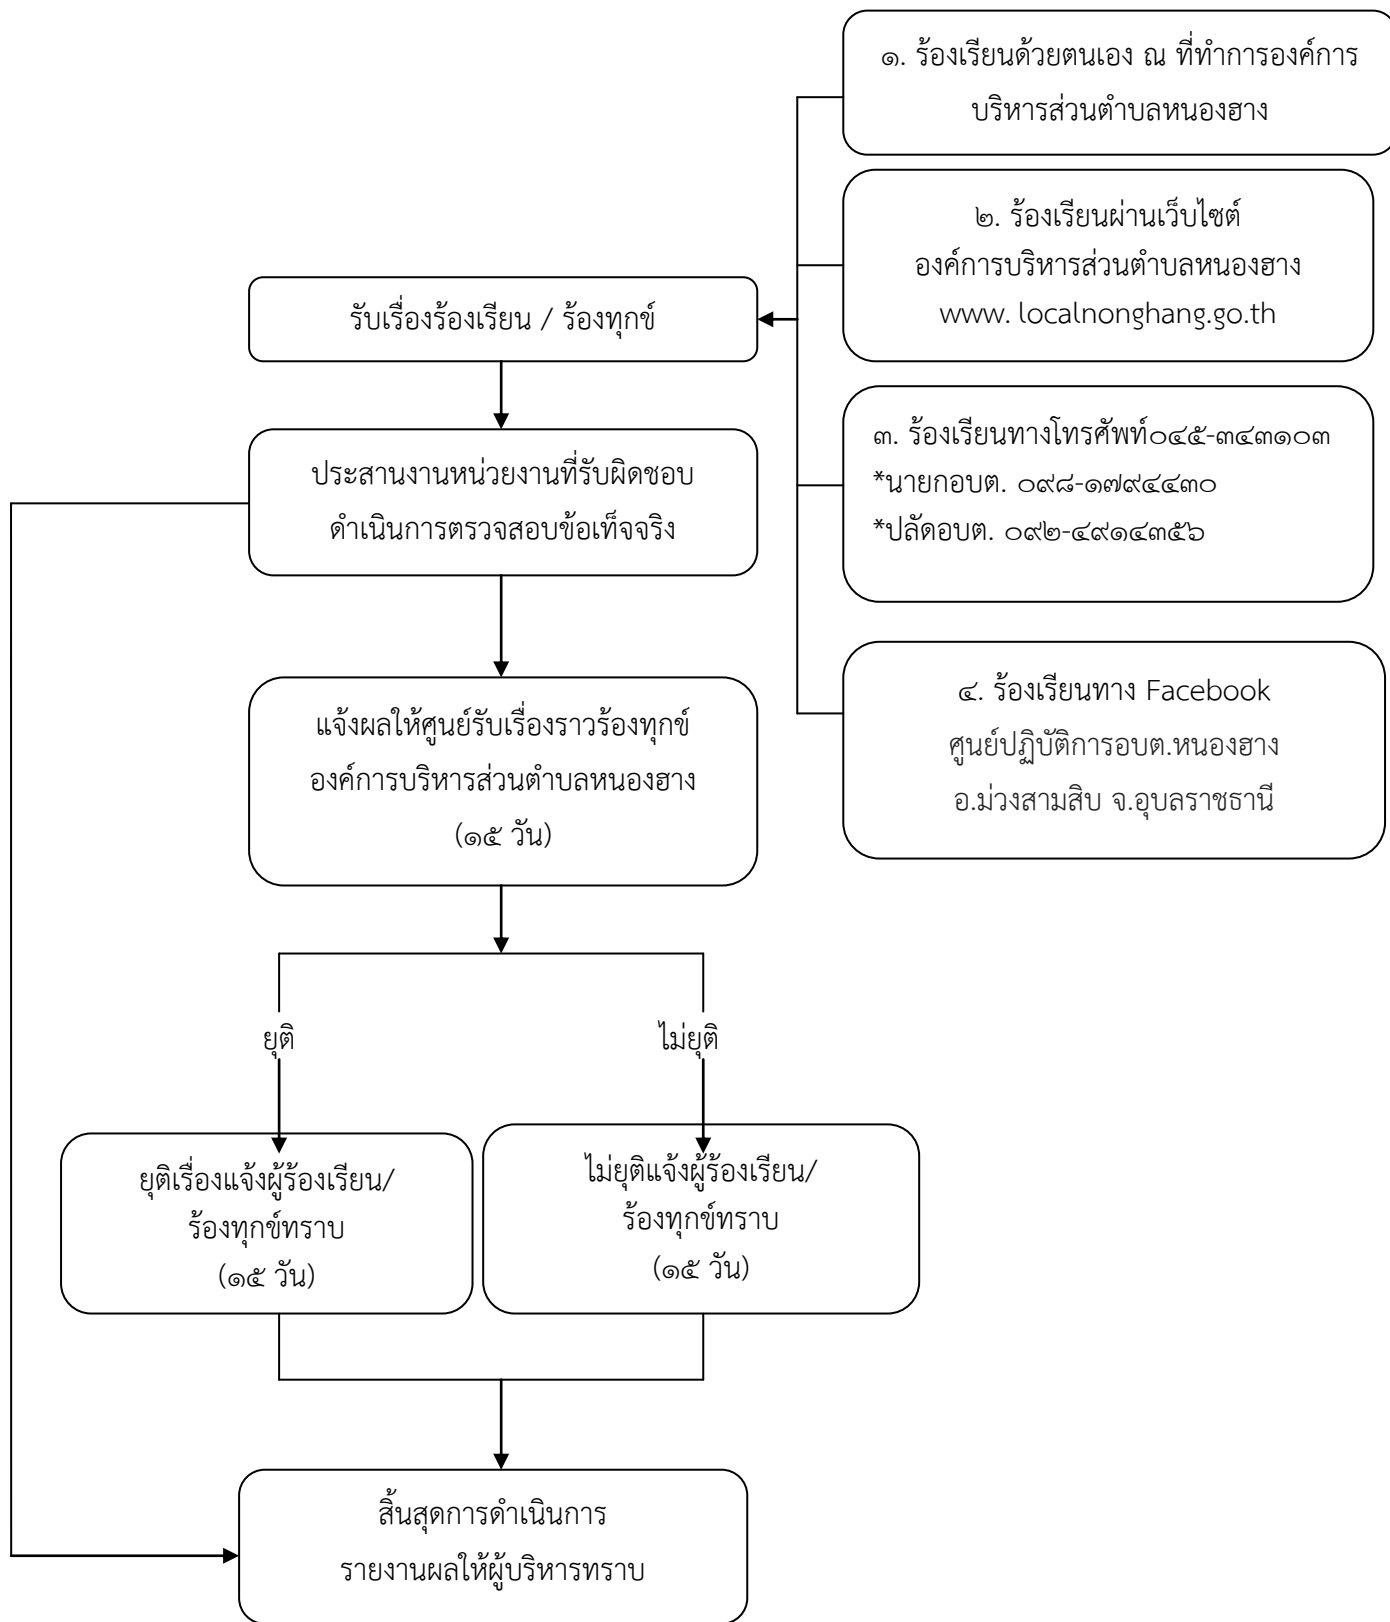 ๑. ร้องเรียนด้วยตนเอง ณ ที่ทำการองค์การ
บริหารส่วนตำบลหนองฮาง
๒. ร้องเรียนผ่านเว็บไซต์
องค์การบริหารส่วนตำบลหนองฮาง
www. localnonghang.go.th
รับเรื่องร้องเรียน / ร้องทุกข์
๓. ร้องเรียนทางโทรศัพท์๐๔๕-๓๔๓๑๐๓
*นายกอบต. ๐๙๘-๑๗๙๔๔๓๐
*ปลัดอบต. ๐๙๒-๔๙๑๔๓๕๖
ประสานงานหน่วยงานที่รับผิดชอบ
ดำเนินการตรวจสอบข้อเท็จจริง
๔. ร้องเรียนทาง Facebook
ศูนย์ปฏิบัติการอบต.หนองฮาง
อ.ม่วงสามสิบ จ.อุบลราชธานี
แจ้งผลให้ศูนย์รับเรื่องราวร้องทุกข์
องค์การบริหารส่วนตำบลหนองฮาง
(๑๕ วัน)
ยุติ
ไม่ยุติ
ยุติเรื่องแจ้งผู้ร้องเรียน/
ร้องทุกข์ทราบ
(๑๕ วัน)
ไม่ยุติแจ้งผู้ร้องเรียน/
ร้องทุกข์ทราบ
(๑๕ วัน)
สิ้นสุดการดำเนินการ
รายงานผลให้ผู้บริหารทราบ